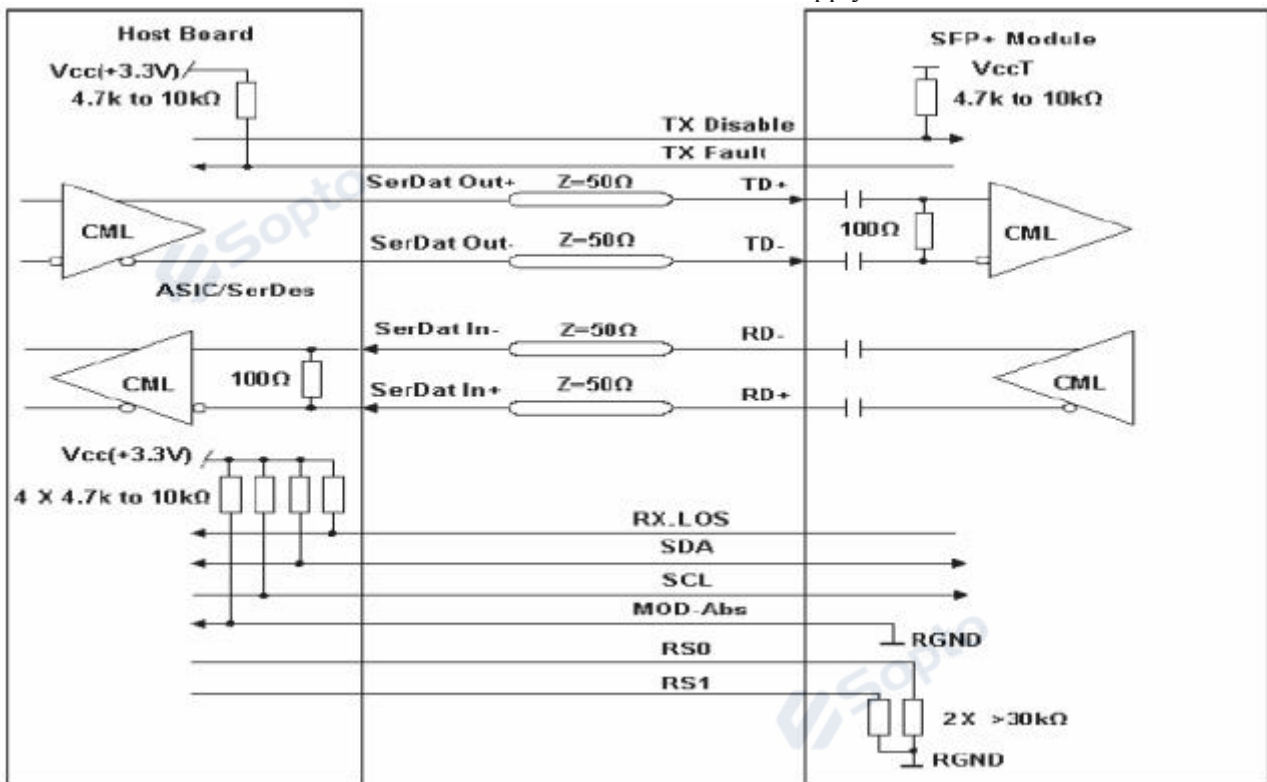 Host Board
SFP+ Module
Vcc(+3.3V)
4.7k to 10kΩ
VccT
4.7k to 10kΩ
TX Disable
TX Fault
SerDat Out+
Z=50Ω
TD+
CML
100Ω
CML
SerDat Out-
Z=50Ω
TD-
ASIC/SerDes
Sopto
SerDat In-
Z=50Ω
RD-
CML
100Ω
CML
SerDat In+
Z=50Ω
RD+
Vcc(+3.3V)
4 X 4.7k to 10kΩ
RX_LOS
SDA
SCL
MOD-Abs
RGND
RS0
RS1
Sopto
2X >30kΩ
RGND